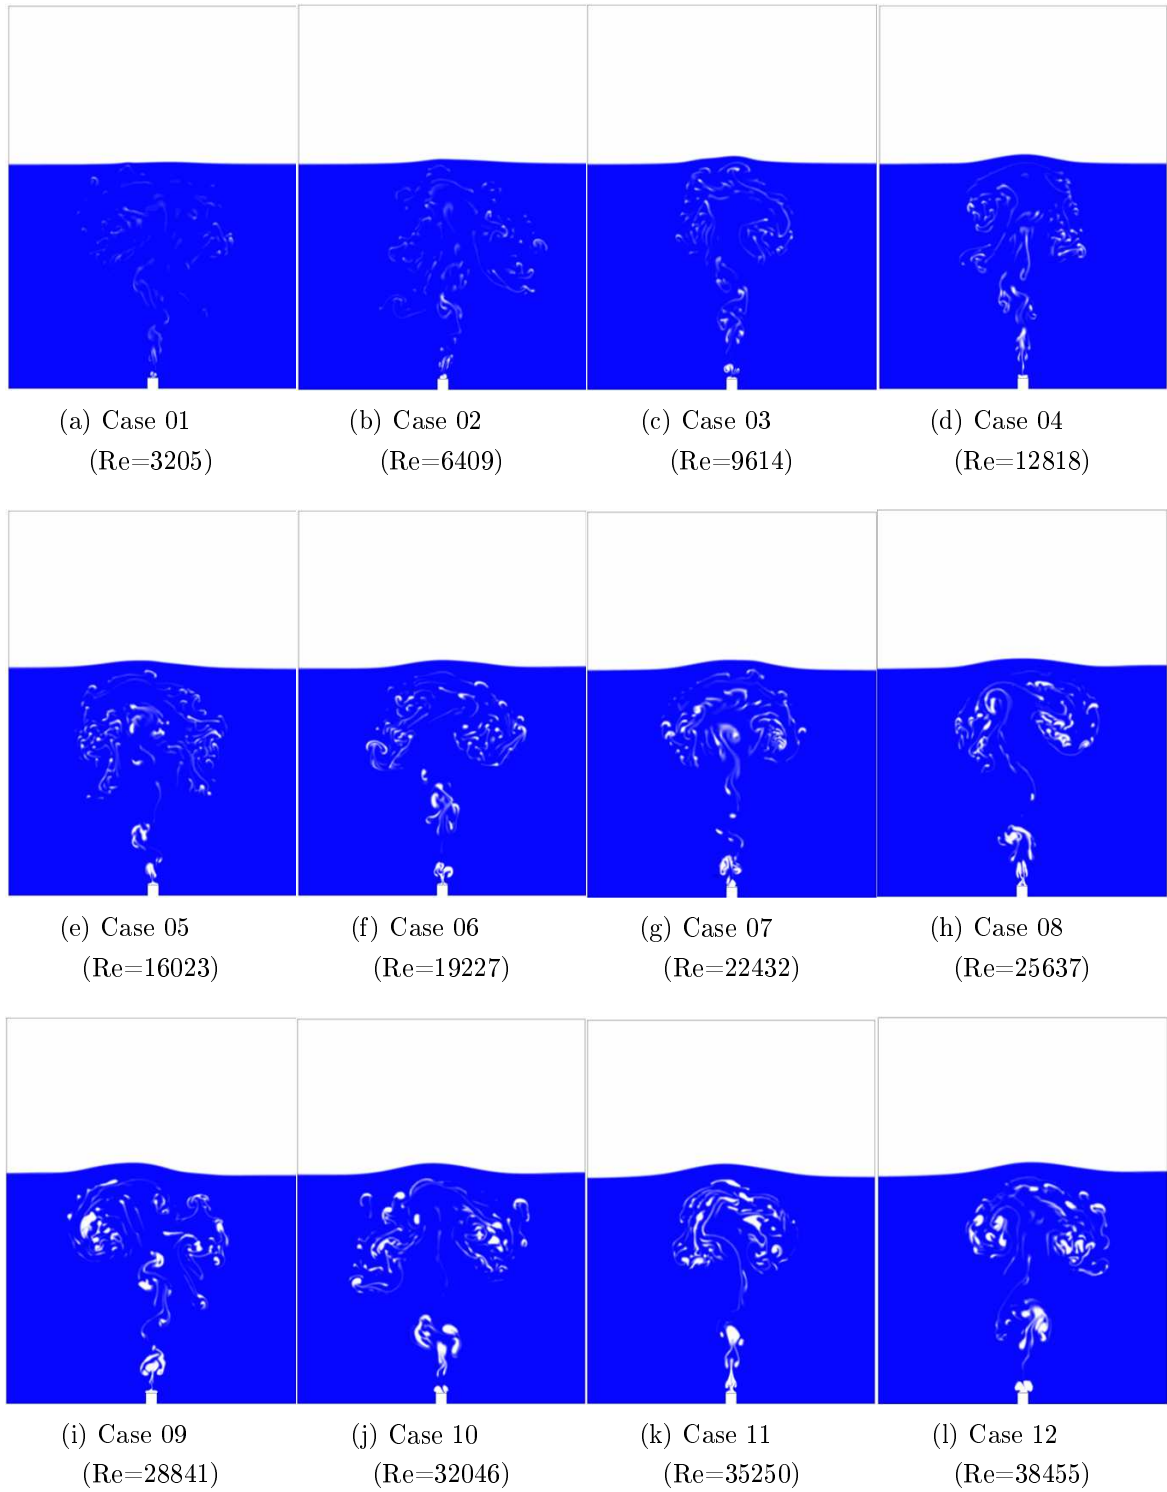 (a) Case 01
(Re=3205)
(b) Case 02
(Re=6409)
(c) Case 03
(Re=9614)
(d) Case 04
(Re=12818)
(e) Case 05
(Re=16023)
(f) Case 06
(Re=19227)
(g) Case 07
(Re=22432)
(h) Case 08
(Re=25637)
(i) Case 09
(Re=28841)
(j) Case 10
(Re=32046)
(k) Case 11
(Re=35250)
(l) Case 12
(Re=38455)